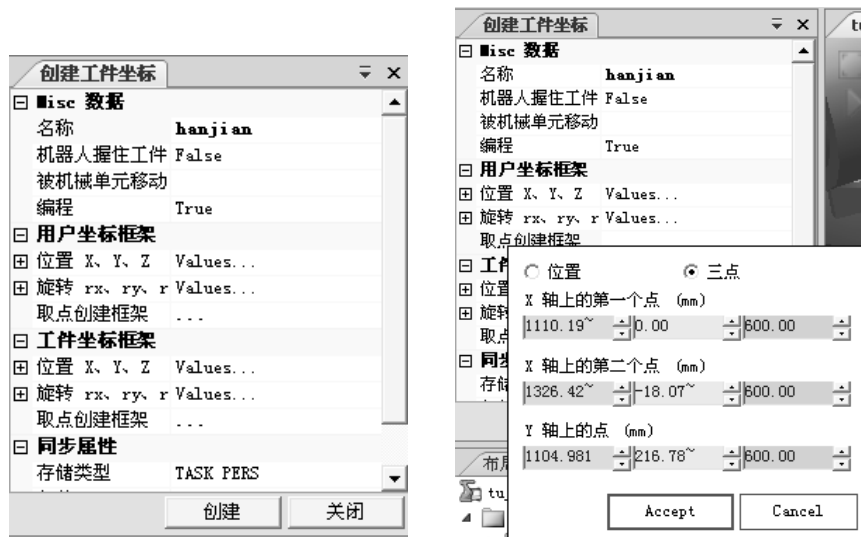 创建工件坐标
Misc 数据
名称 hanjian
机器人握住工件 False
被机械单元移动
编程 True
用户坐标框架
位置 X、Y、Z Values...
旋转 rx、ry、r Values...
取点创建框架 ...
工件坐标框架
位置 X、Y、Z Values...
旋转 rx、ry、r Values...
取点创建框架 ...
同步属性
存储类型 TASK PERS
创建 关闭
创建工件坐标
Misc 数据
名称 hanjian
机器人握住工件 False
被机械单元移动
编程 True
用户坐标框架
位置 X、Y、Z Values...
旋转 rx、ry、r Values...
取点创建框架
位置 三点
X 轴上的第一个点 (mm)
1110.19~ 0.00 600.00
X 轴上的第二个点 (mm)
1326.42~ -18.07~ 600.00
Y 轴上的点 (mm)
1104.981 216.78~ 600.00
Accept Cancel